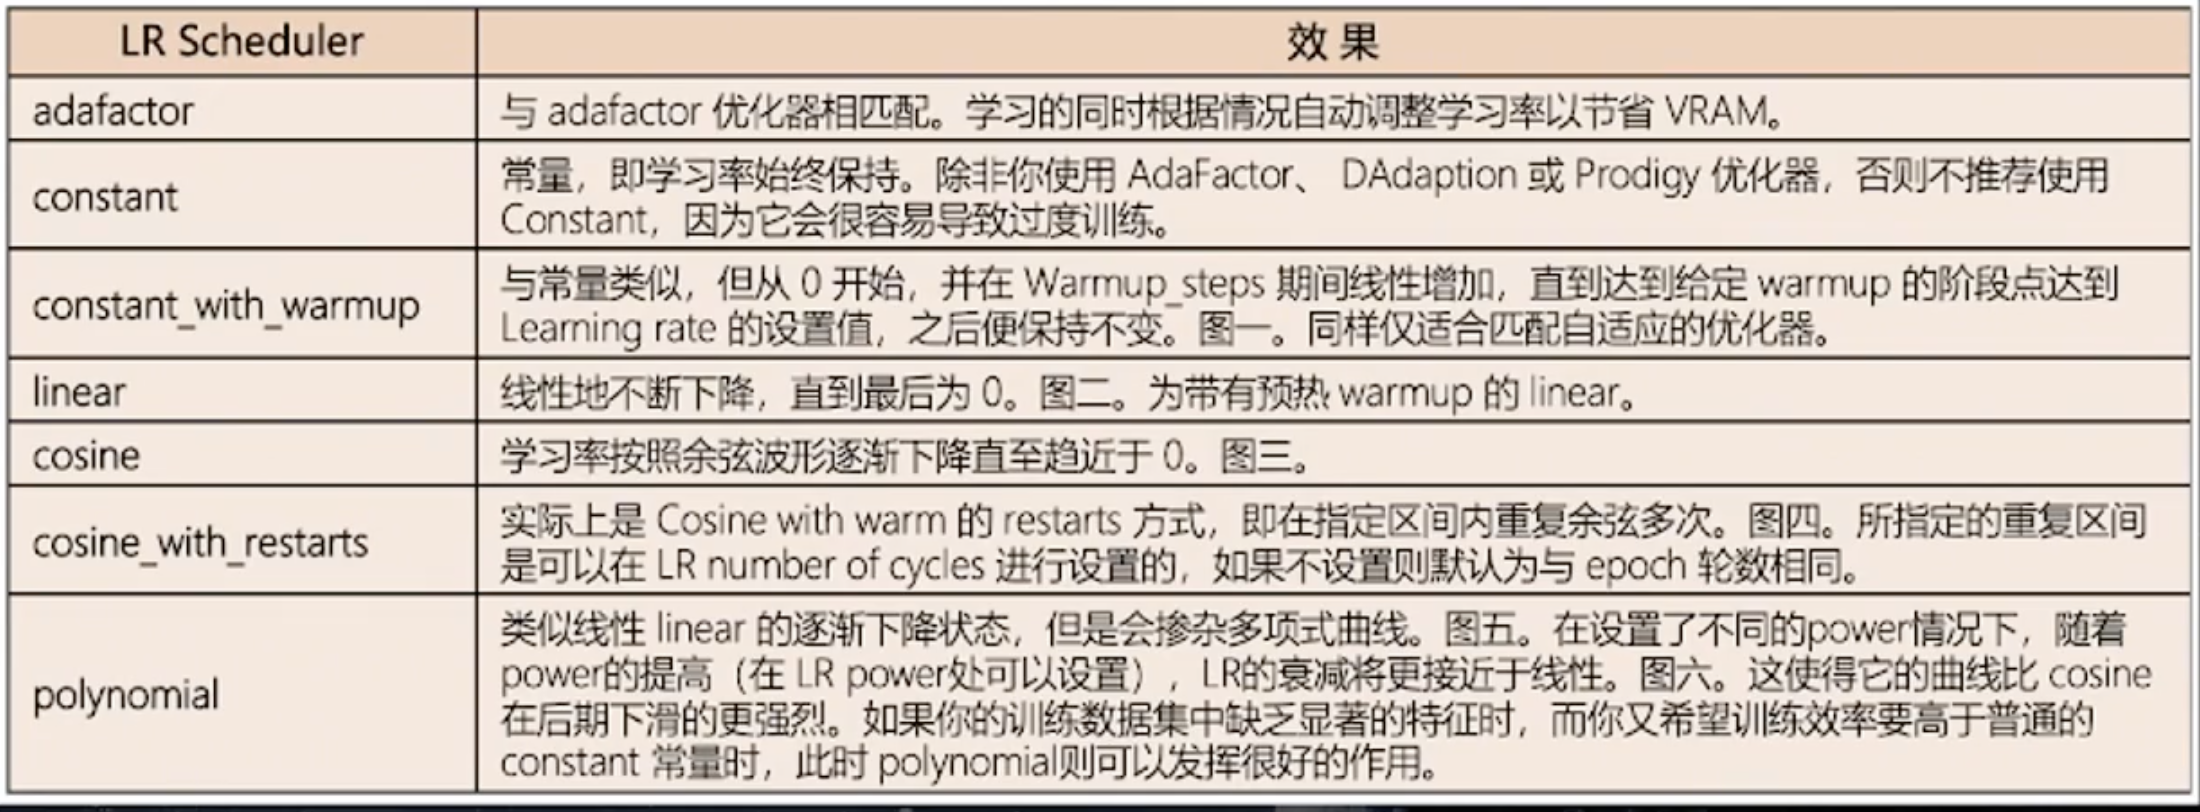 LR Scheduler 效 果
adafactor 与 adafactor 优化器相匹配。学习的同时根据情况自动调整学习率以节省 VRAM。
constant
常量，即学习率始终保持。除非你使用 AdaFactor、 DAdaption 或 Prodigy 优化器，否则不推荐使用
Constant，因为它会很容易导致过度训练。
constant_with_warmup
与常量类似，但从 0 开始，并在 Warmup_steps 期间线性增加，直到达到给定 warmup 的阶段点达到
Learning rate 的设置值，之后便保持不变。图一。同样仅适合匹配自适应的优化器。
linear 线性地不断下降，直到最后为 0。图二。为带有预热 warmup 的 linear。
cosine 学习率按照余弦波形逐渐下降直至趋近于 0。图三。
cosine_with_restarts
实际上是 Cosine with warm 的 restarts 方式，即在指定区间内重复余弦多次。图四。所指定的重复区间
是可以在 LR number of cycles 进行设置的，如果不设置则默认为与 epoch 轮数相同。
polynomial
类似线性 linear 的逐渐下降状态，但是会掺杂多项式曲线。图五。在设置了不同的power情况下，随着
power的提高（在 LR power处可以设置），LR的衰减将更接近于线性。图六。这使得它的曲线比 cosine
在后期下滑的更强烈。如果你的训练数据集中缺乏显著的特征时，而你又希望训练效率要高于普通的
constant 常量时，此时 polynomial则可以发挥很好的作用。